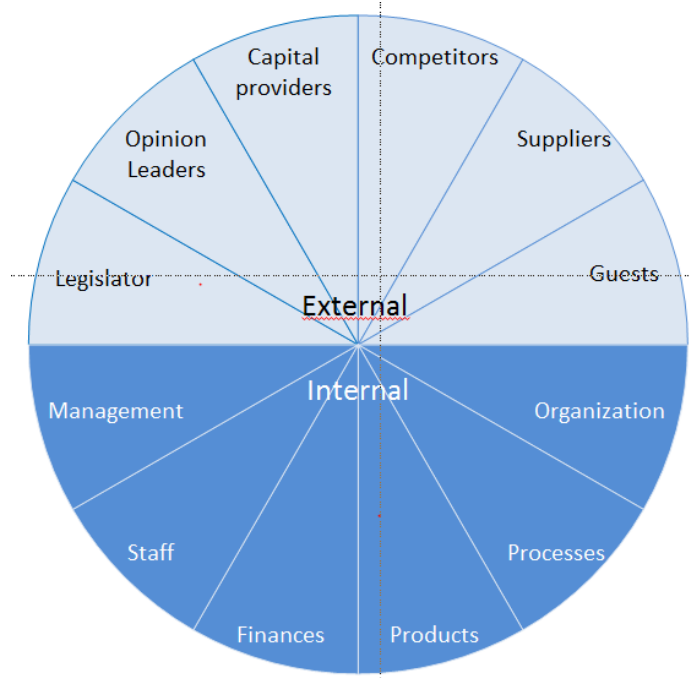 Capital
providers
Competitors
Opinion
Leaders
Suppliers
Legislator
Guests
External
Internal
Management
Organization
Staff
Processes
Finances
Products